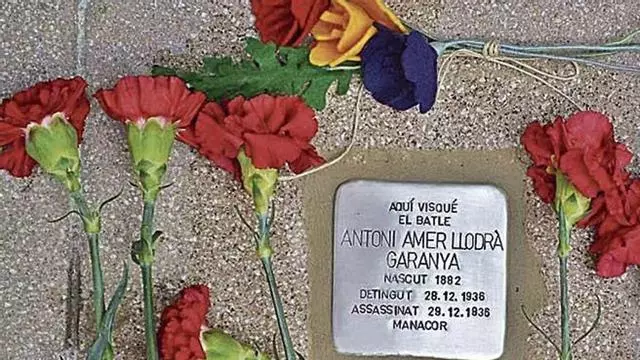 AQUÍ VISQUÉ
EL BATLE
ANTONI AMER LLODRÀ
GARANYA
NASCUT 1882
DETINGUT 28.12.1936
ASSASSINAT 29.12.1936
MANACOR